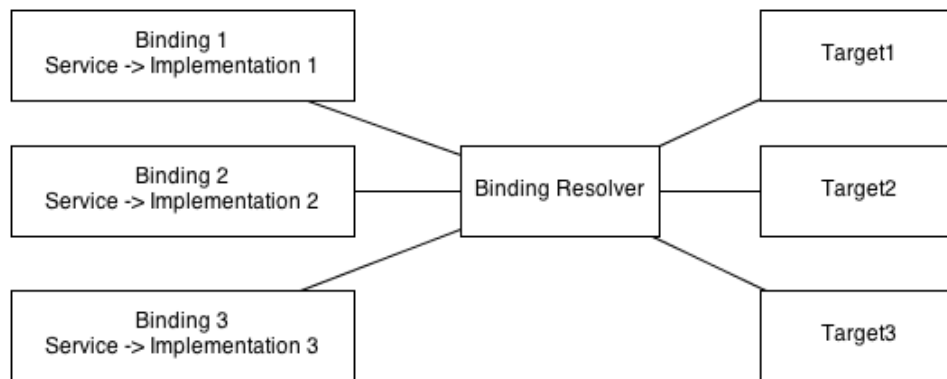 Binding 1
Service -> Implementation 1
Target1
Binding 2
Service -> Implementation 2
Binding Resolver
Target2
Binding 3
Service -> Implementation 3
Target3